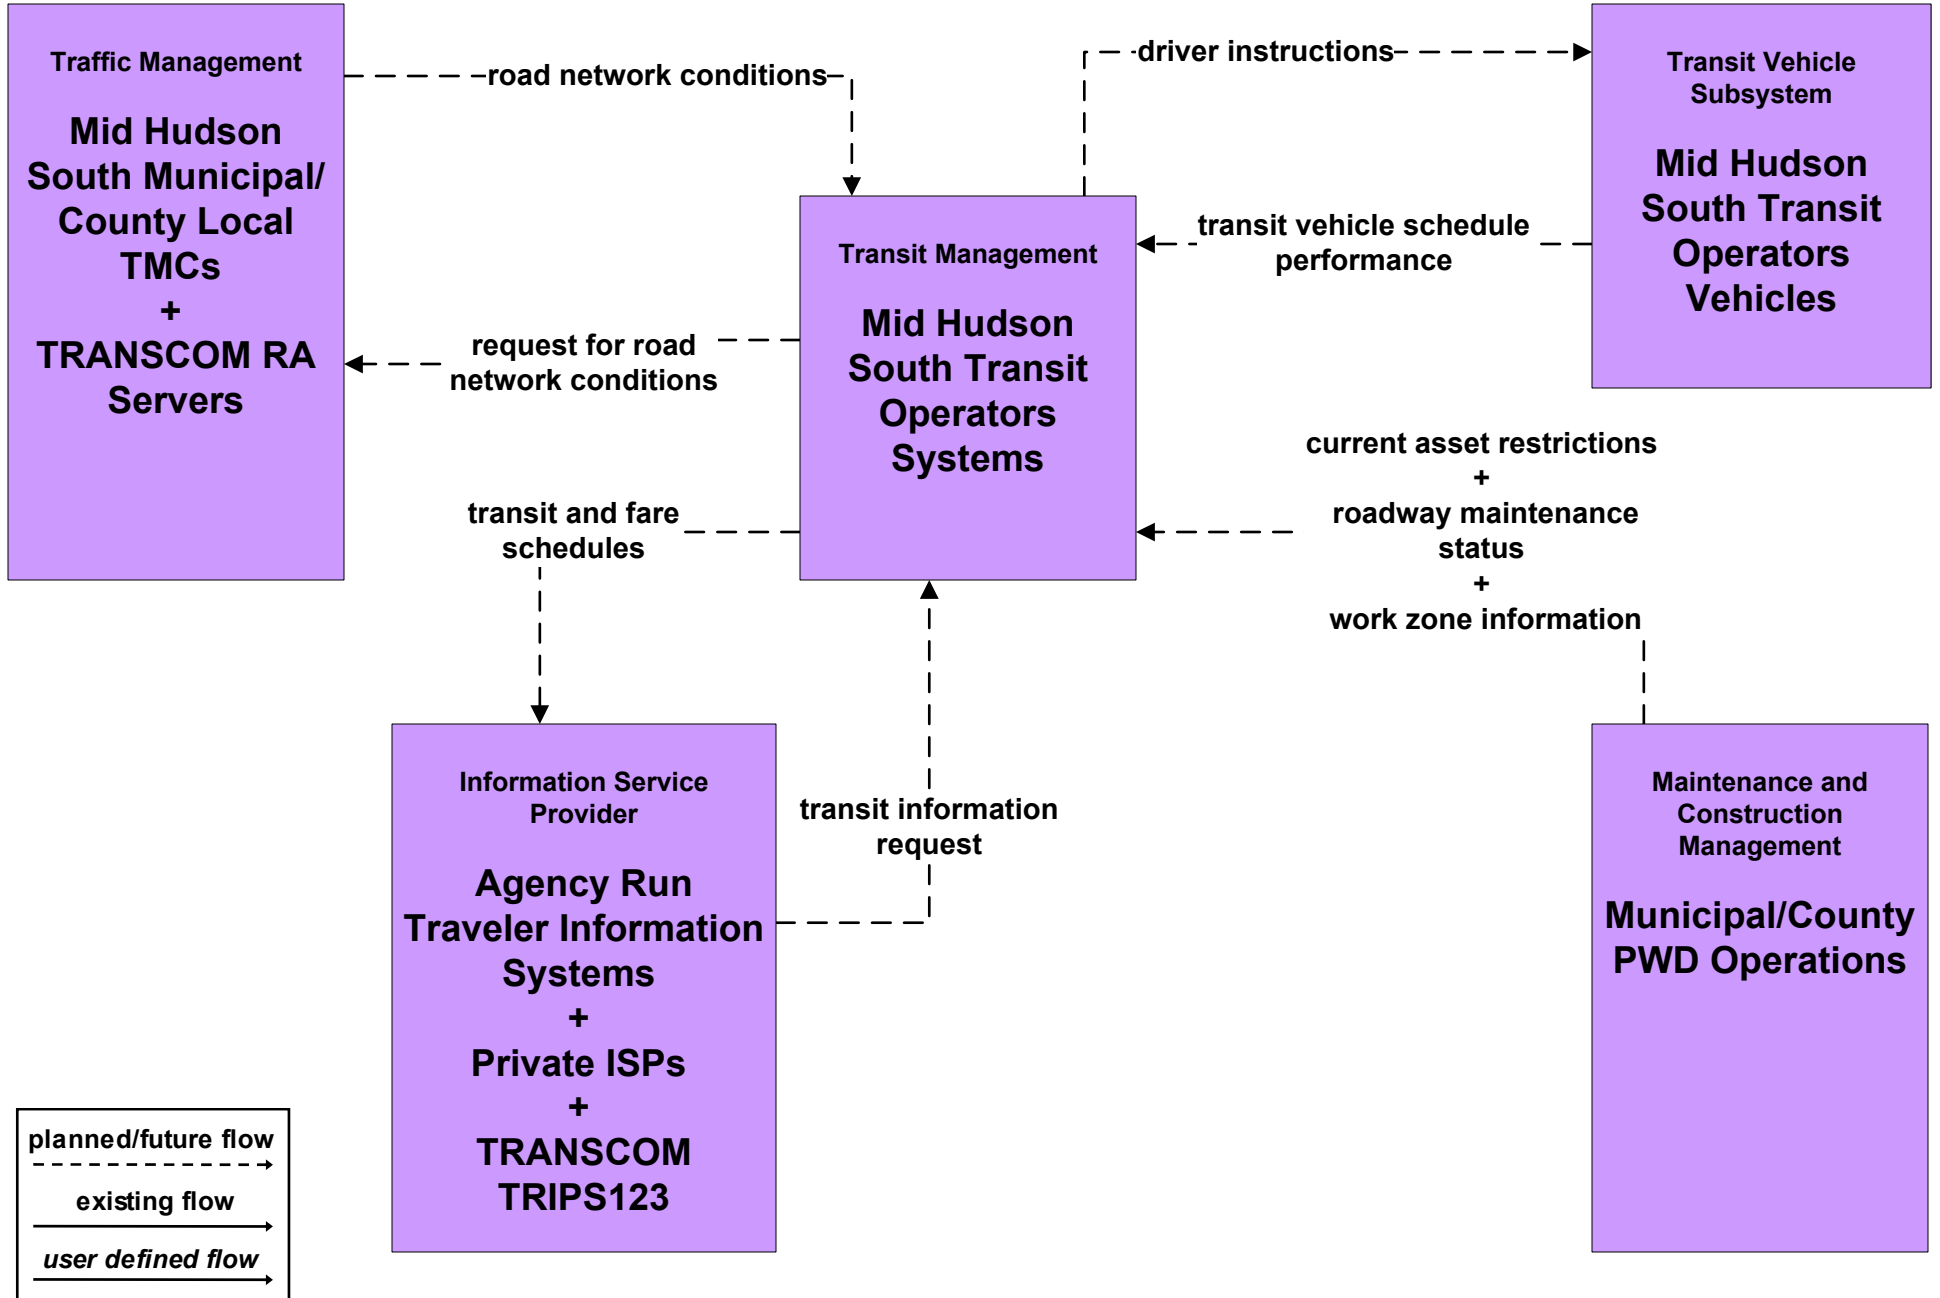 Traffic Management
Mid Hudson
South Municipal/
County Local
TMCs
+
TRANSCOM RA
Servers
road network conditions
driver instructions
Transit Vehicle
Subsystem
Mid Hudson
South Transit
Operators
Vehicles
transit vehicle schedule
performance
Transit Management
Mid Hudson
South Transit
Operators
Systems
request for road
network conditions
current asset restrictions
+
roadway maintenance
status
+
work zone information
transit and fare
schedules
transit information
request
Information Service
Provider
Agency Run
Traveler Information
Systems
+
Private ISPs
+
TRANSCOM
TRIPS123
Maintenance and
Construction
Management
Municipal/County
PWD Operations
planned/future flow
existing flow
user defined flow